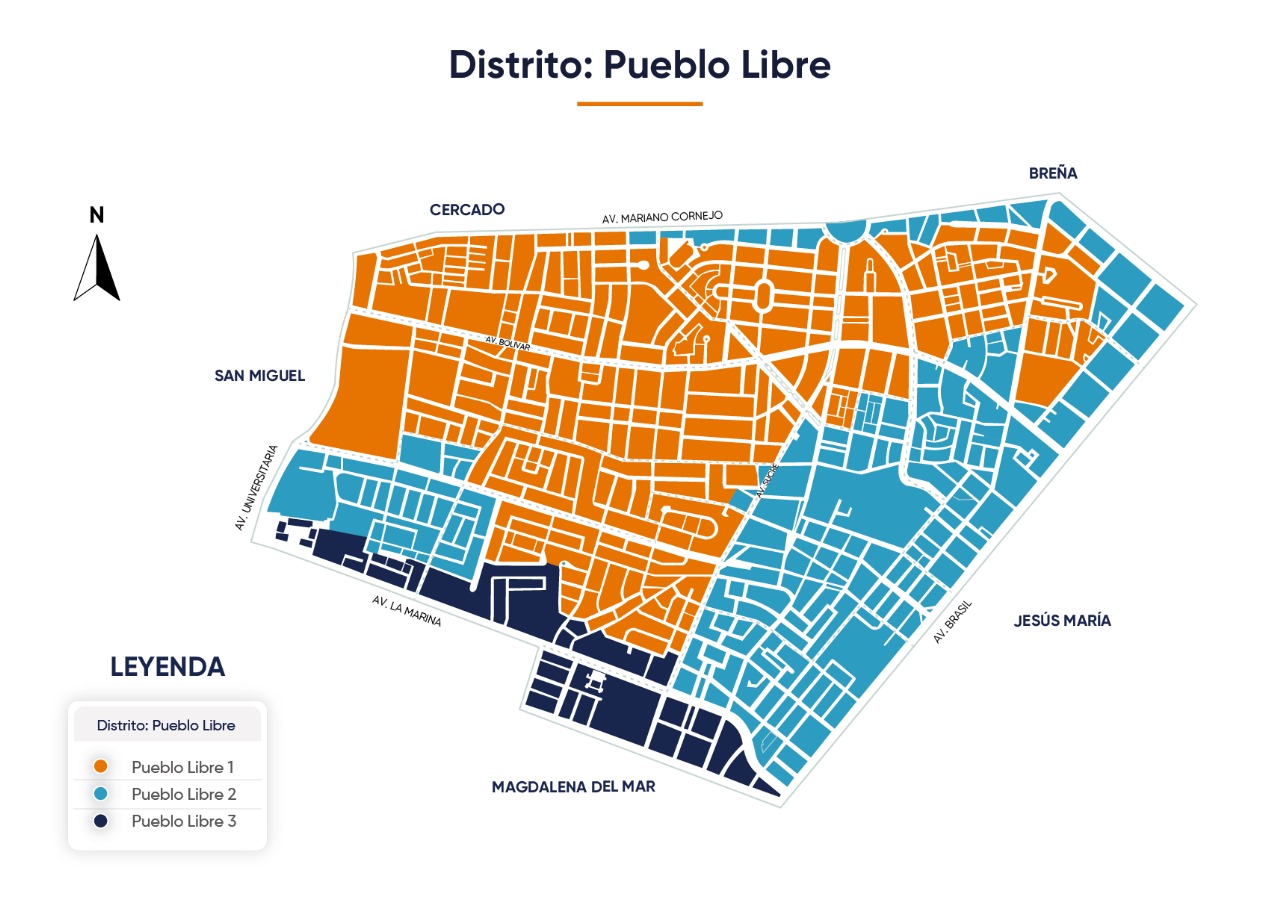 Distrito: Pueblo Libre
BREÑA
N
CERCADO
AV. MARIANO CORNEJO
AV. BOLIVAR
SAN MIGUEL
AV. UNIVERSITARIA
AV. SUCRE
AV. LA MARINA
AV. BRASIL
JESÚS MARÍA
MAGDALENA DEL MAR
LEYENDA
Distrito: Pueblo Libre
Pueblo Libre 1
Pueblo Libre 2
Pueblo Libre 3